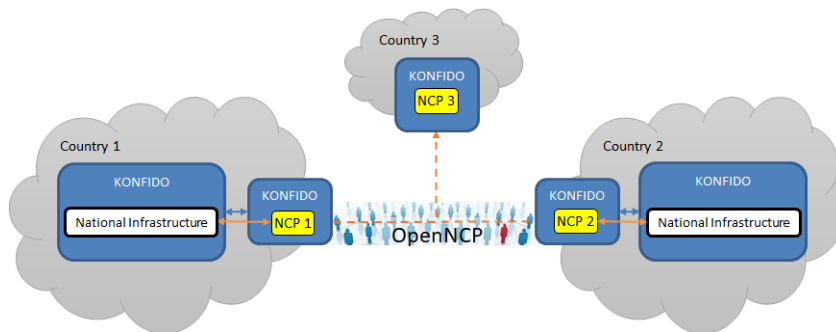 Country 3
KONFIDO
NCP 3
Country 1
KONFIDO
National Infrastructure
KONFIDO
NCP 1
OpenNCP
KONFIDO
NCP 2
Country 2
KONFIDO
National Infrastructure